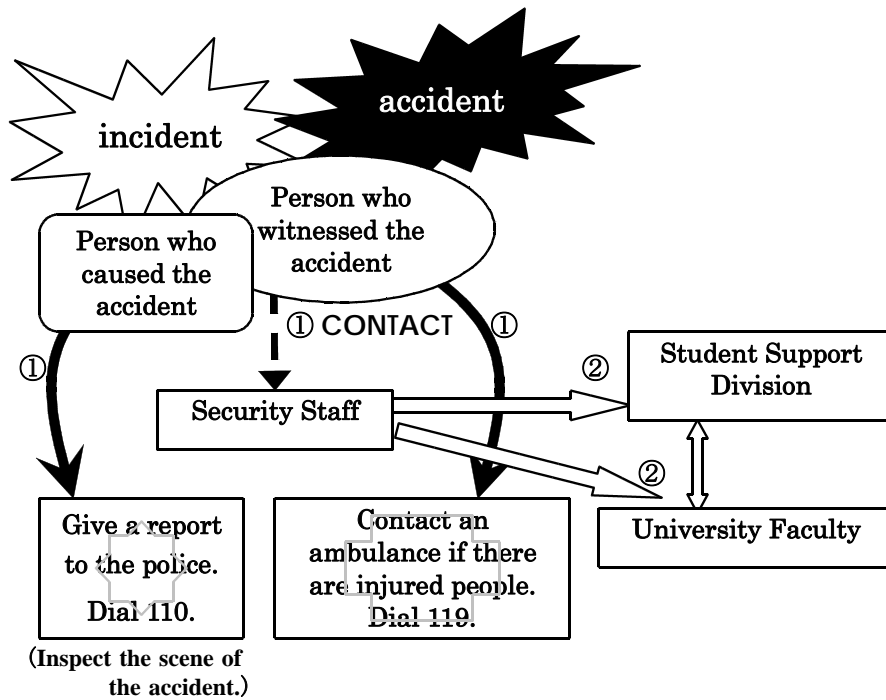 accident
incident
Person who
witnessed the
accident
Person who
caused the
accident
① CONTACT
①
①
②
Student Support
Division
Security Staff
②
University Faculty
Give a report
to the police.
Dial 110.
Contact an
ambulance if there
are injured people.
Dial 119.
(Inspect the scene of
the accident.)